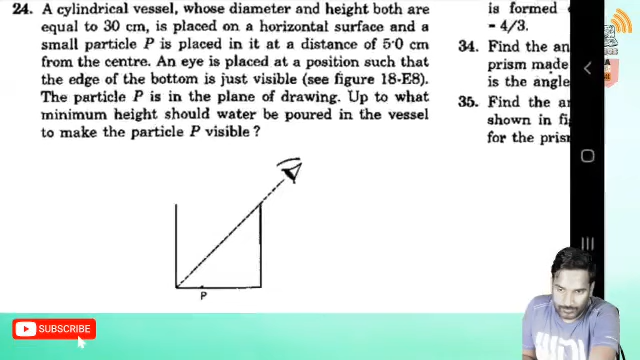 24. A cylindrical vessel, whose diameter and height both are
equal to 30 cm, is placed on a horizontal surface and a
small particle P is placed in it at a distance of 5·0 cm
from the centre. An eye is placed at a position such that
the edge of the bottom is just visible (see figure 18-E8).
The particle P is in the plane of drawing. Up to what
minimum height should water be poured in the vessel
to make the particle P visible ?
P
is formed
= 4/3.
34. Find the an
prism made
is the angle
35. Find the an
shown in fi
for the prism
SUBSCRIBE